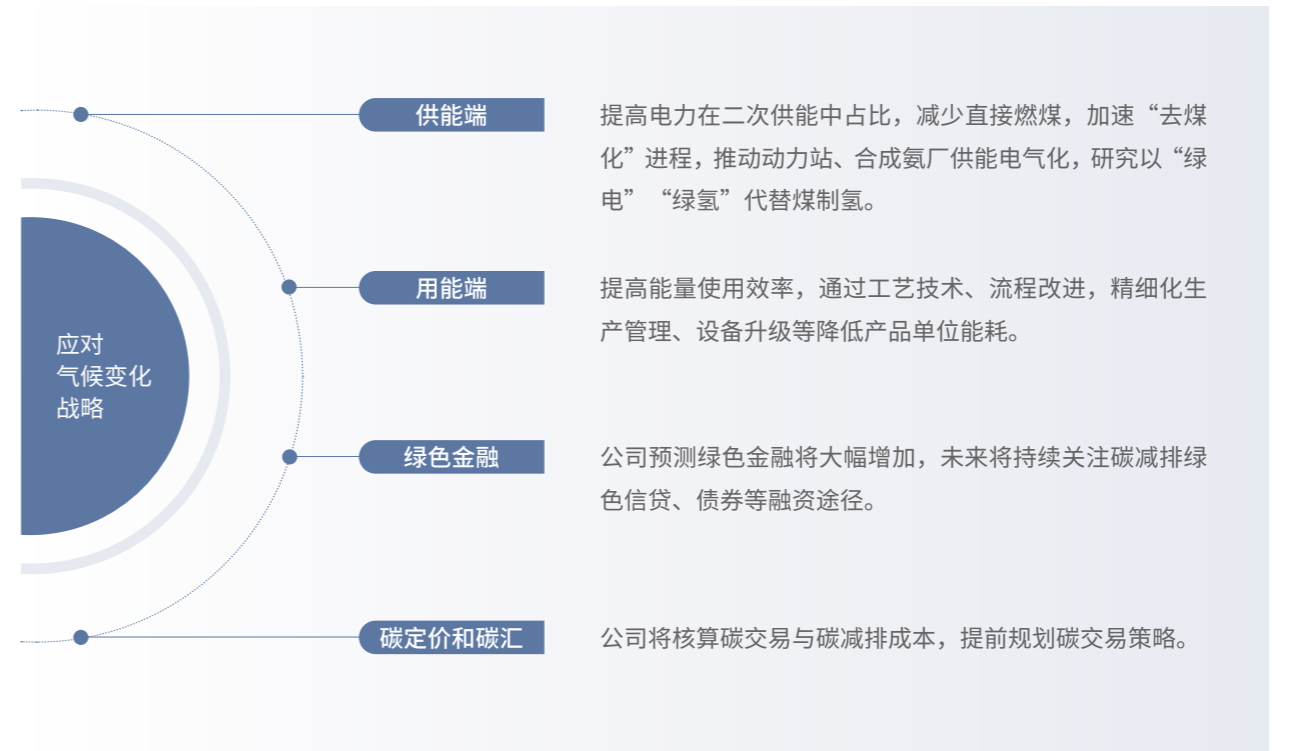 应对
气候变化
战略
供能端
提高电力在二次供能中占比，减少直接燃煤，加速“去煤
化”进程，推动动力站、合成氨厂供能电气化，研究以“绿
电”“绿氢”代替煤制氢。
用能端
提高能量使用效率，通过工艺技术、流程改进，精细化生
产管理、设备升级等降低产品单位能耗。
绿色金融
公司预测绿色金融将大幅增加，未来将持续关注碳减排绿
色信贷、债券等融资途径。
碳定价和碳汇
公司将核算碳交易与碳减排成本，提前规划碳交易策略。